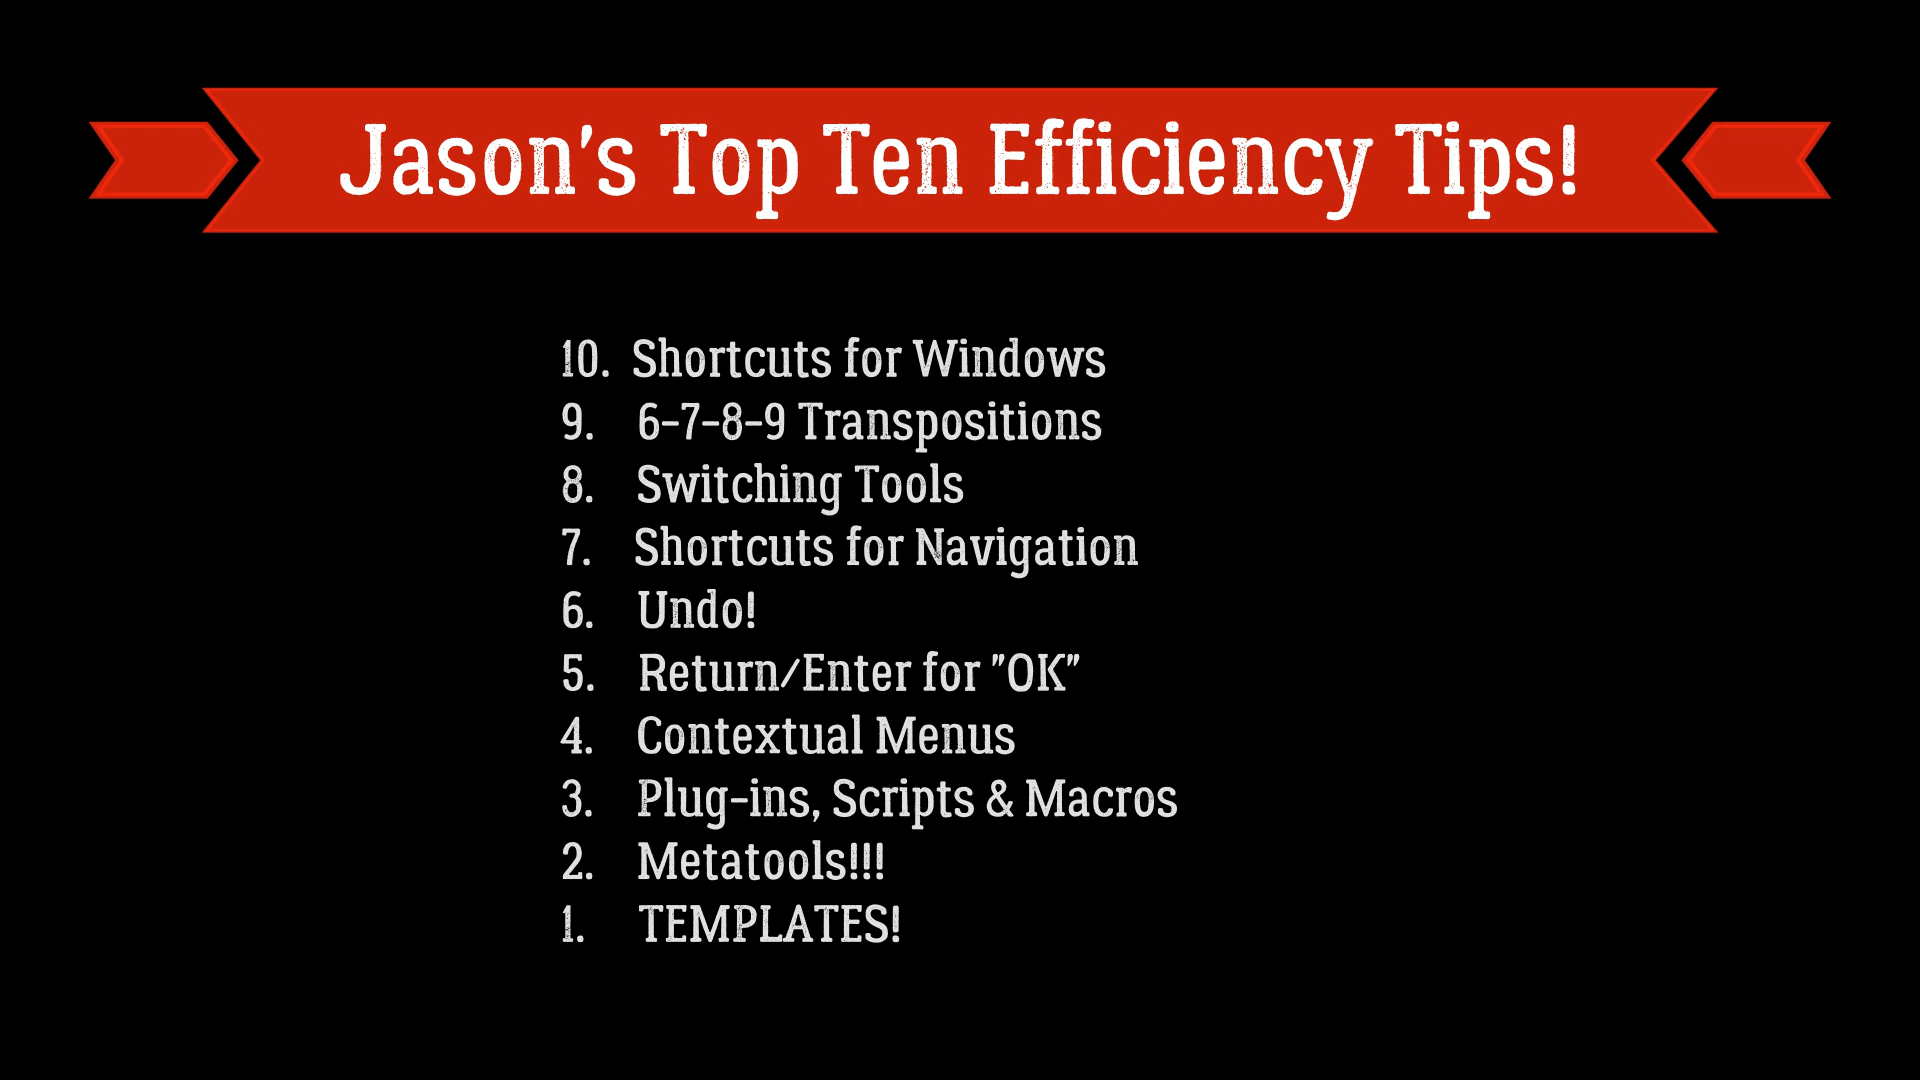 Jason's Top Ten Efficiency Tips!
10. Shortcuts for Windows
9. 6-7-8-9 Transpositions
8. Switching Tools
7. Shortcuts for Navigation
6. Undo!
5. Return/Enter for "OK"
4. Contextual Menus
3. Plug-ins, Scripts & Macros
2. Metatools!!!
1. TEMPLATES!